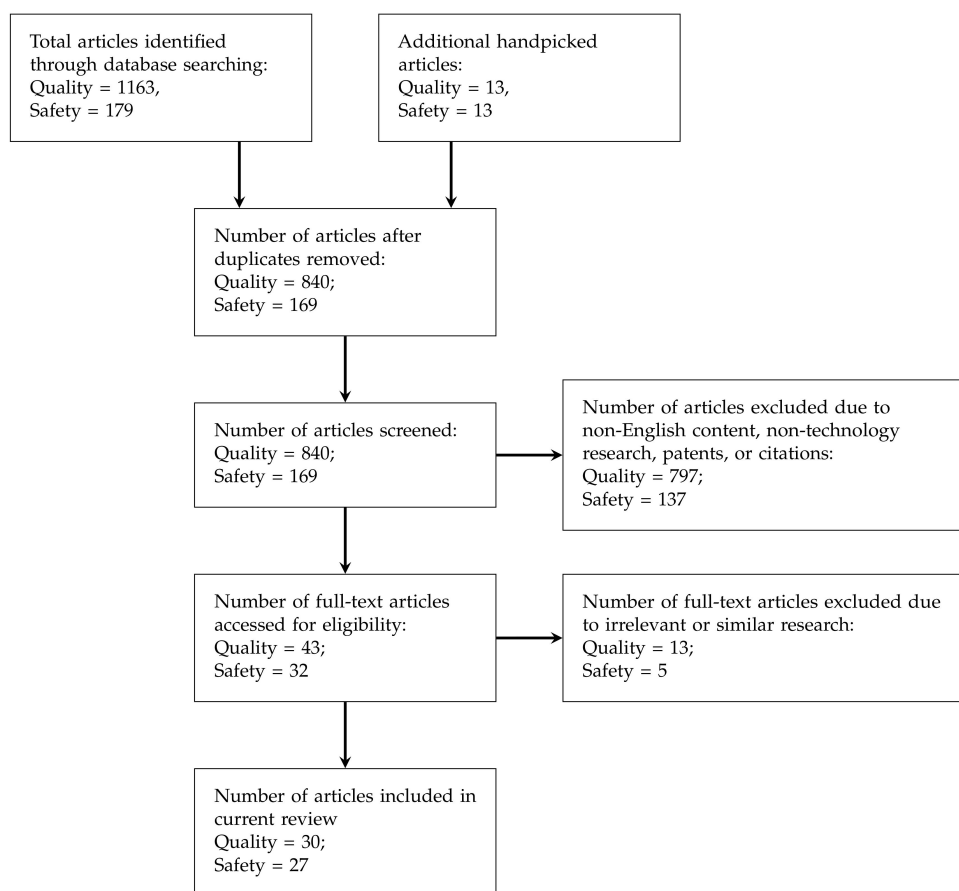 Total articles identified
through database searching:
Quality = 1163,
Safety = 179
Additional handpicked
articles:
Quality = 13,
Safety = 13
Number of articles after
duplicates removed:
Quality = 840;
Safety = 169
Number of articles screened:
Quality = 840;
Safety = 169
Number of articles excluded due to
non-English content, non-technology
research, patents, or citations:
Quality = 797;
Safety = 137
Number of full-text articles
accessed for eligibility:
Quality = 43;
Safety = 32
Number of full-text articles excluded due
to irrelevant or similar research:
Quality = 13;
Safety = 5
Number of articles included in
current review
Quality = 30;
Safety = 27